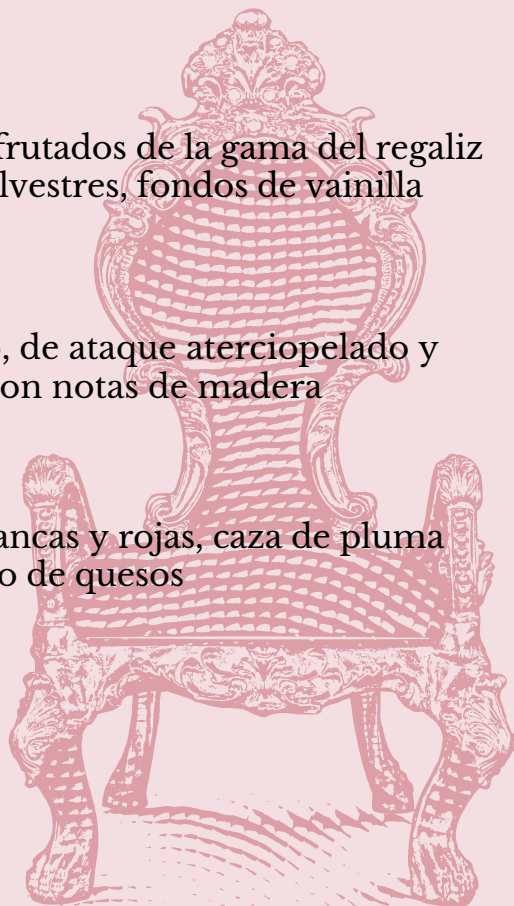 frutados de la gama del regaliz
lvestres, fondos de vainilla
, de ataque aterciopelado y
on notas de madera
ancas y rojas, caza de pluma
o de quesos